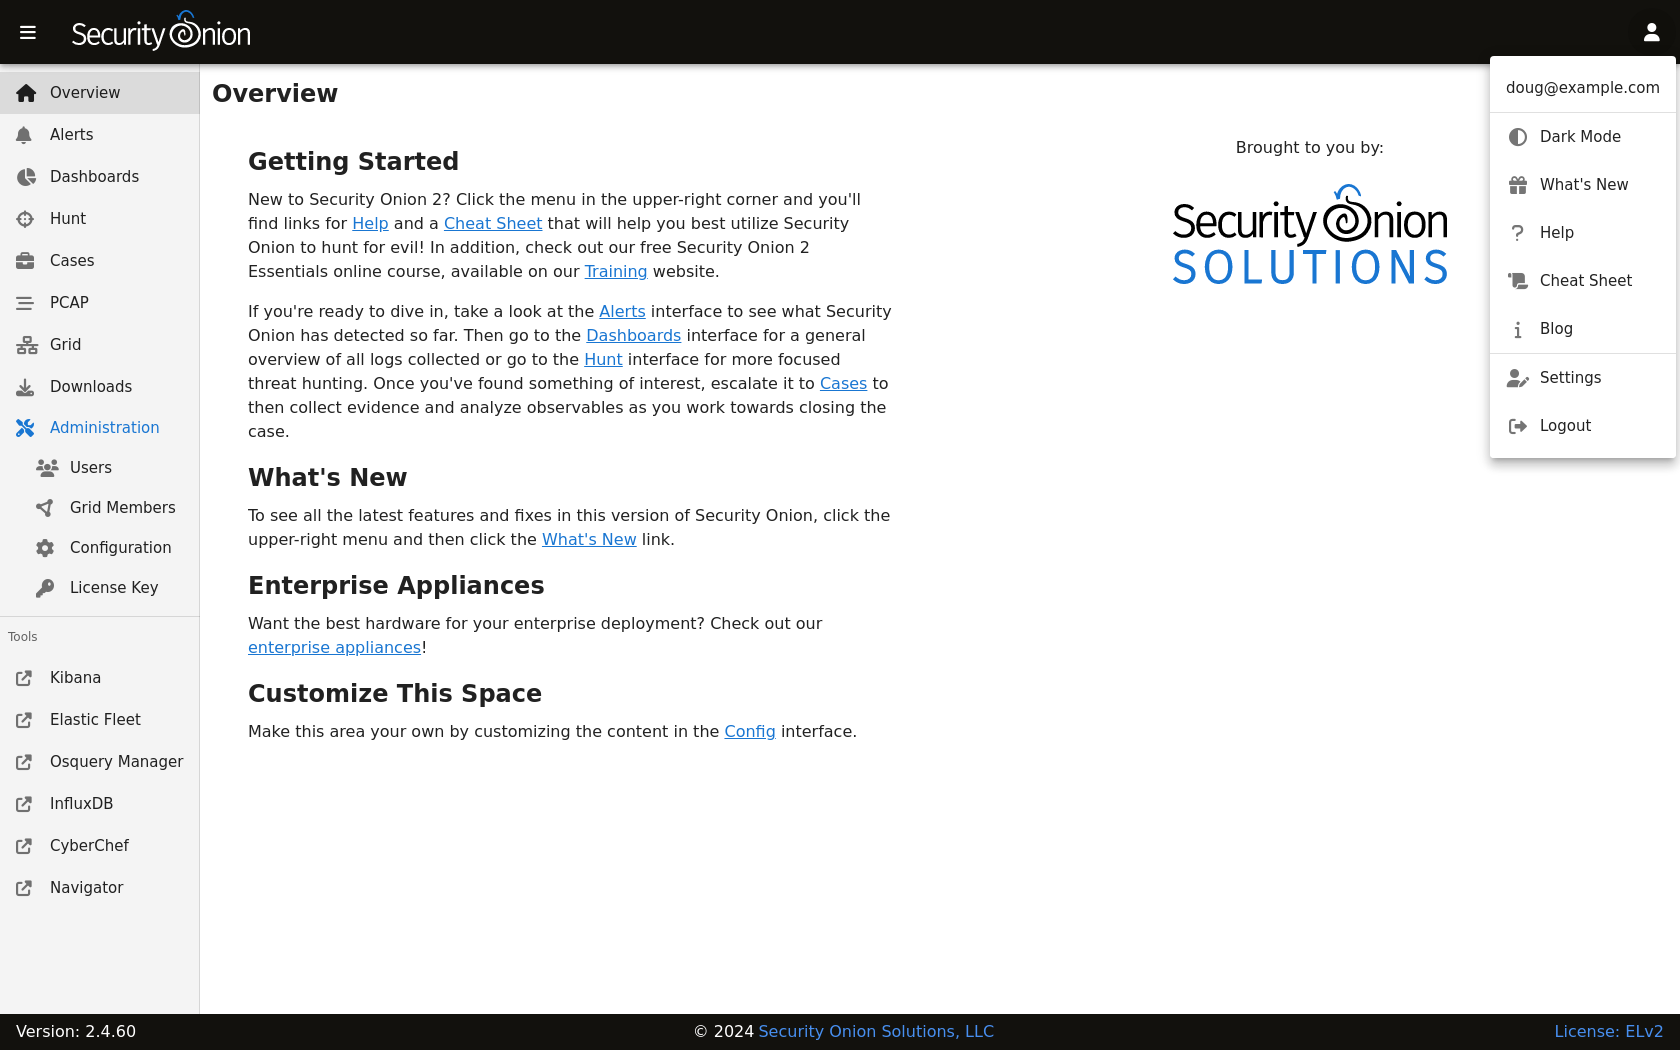 Security Onion
doug@example.com
Dark Mode
What's New
Help
Cheat Sheet
Blog
Settings
Logout
Overview
Alerts
Dashboards
Hunt
Cases
PCAP
Grid
Downloads
Administration
Users
Grid Members
Configuration
License Key
Tools
Kibana
Elastic Fleet
Osquery Manager
InfluxDB
CyberChef
Navigator
Overview
Getting Started
New to Security Onion 2? Click the menu in the upper-right corner and you'll
find links for Help and a Cheat Sheet that will help you best utilize Security
Onion to hunt for evil! In addition, check out our free Security Onion 2
Essentials online course, available on our Training website.
If you're ready to dive in, take a look at the Alerts interface to see what Security
Onion has detected so far. Then go to the Dashboards interface for a general
overview of all logs collected or go to the Hunt interface for more focused
threat hunting. Once you've found something of interest, escalate it to Cases to
then collect evidence and analyze observables as you work towards closing the
case.
What's New
To see all the latest features and fixes in this version of Security Onion, click the
upper-right menu and then click the What's New link.
Enterprise Appliances
Want the best hardware for your enterprise deployment? Check out our
enterprise appliances!
Customize This Space
Make this area your own by customizing the content in the Config interface.
Brought to you by:
Security Onion
SOLUTIONS
Version: 2.4.60
© 2024 Security Onion Solutions, LLC
License: ELv2